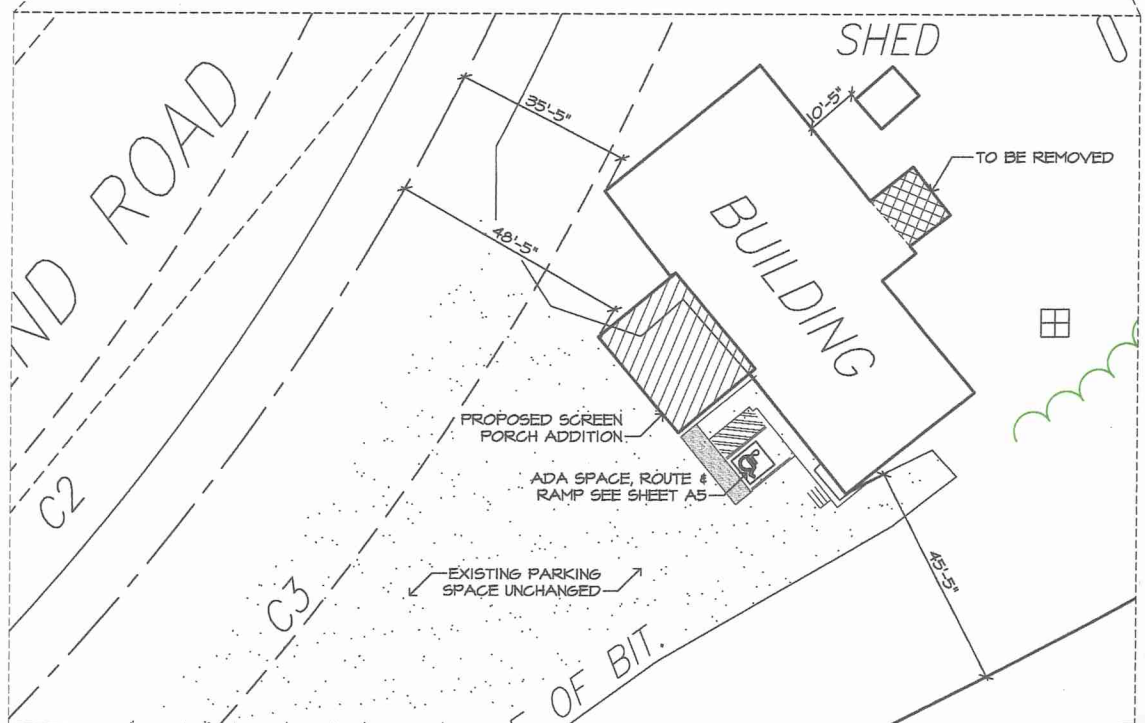 SHED
35'-5"
10'-5"
ND ROAD
TO BE REMOVED
48'-5"
BUILDING
PROPOSED SCREEN
PORCH ADDITION
ADA SPACE, ROUTE &
RAMP SEE SHEET A5
C2
EXISTING PARKING
SPACE UNCHANGED
45'-5"
C3
OF BIT.